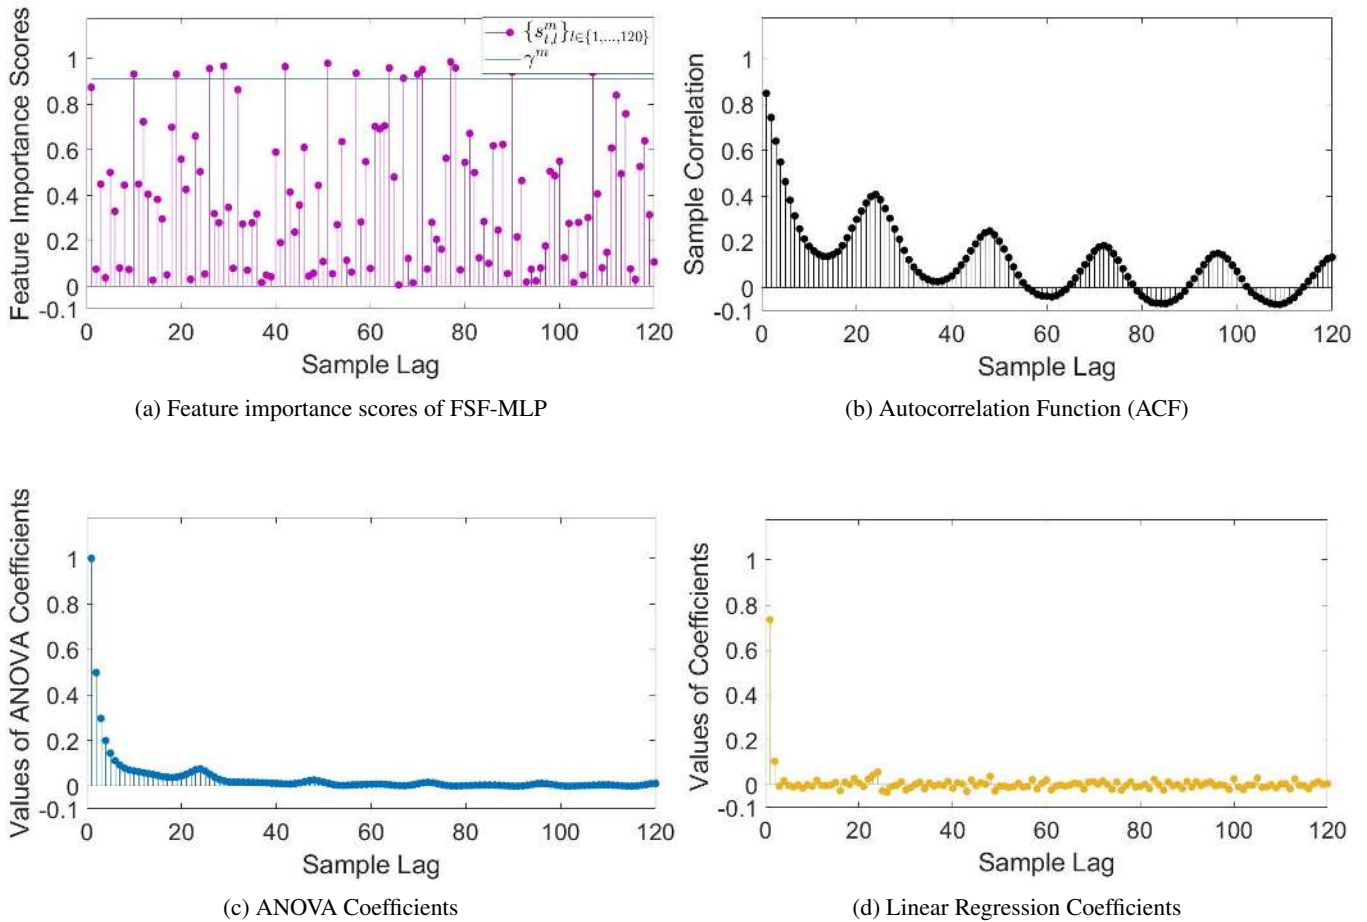 {s^m_{t,l}}_{l∈{1,...,120}}
γ^m
Feature Importance Scores
1
0.8
0.6
0.4
0.2
0
-0.1
0 20 40 60 80 100 120
Sample Lag
(a) Feature importance scores of FSF-MLP
Sample Correlation
1
0.8
0.6
0.4
0.2
0
-0.1
0 20 40 60 80 100 120
Sample Lag
(b) Autocorrelation Function (ACF)
Values of ANOVA Coefficients
1
0.8
0.6
0.4
0.2
0
-0.1
0 20 40 60 80 100 120
Sample Lag
(c) ANOVA Coefficients
Values of Coefficients
1
0.8
0.6
0.4
0.2
0
-0.1
0 20 40 60 80 100 120
Sample Lag
(d) Linear Regression Coefficients